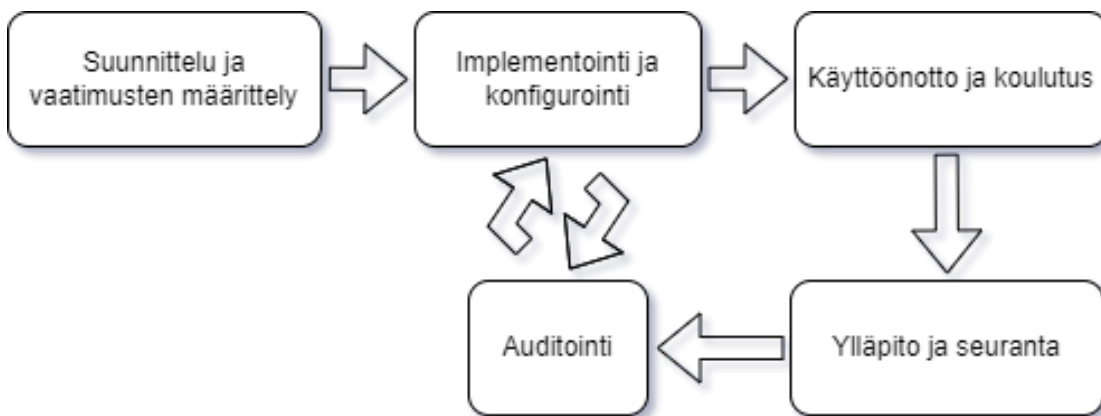 Suunnittelu ja
vaatimusten määrittely
Implementointi ja
konfigurointi
Käyttöönotto ja koulutus
Auditointi
Ylläpito ja seuranta